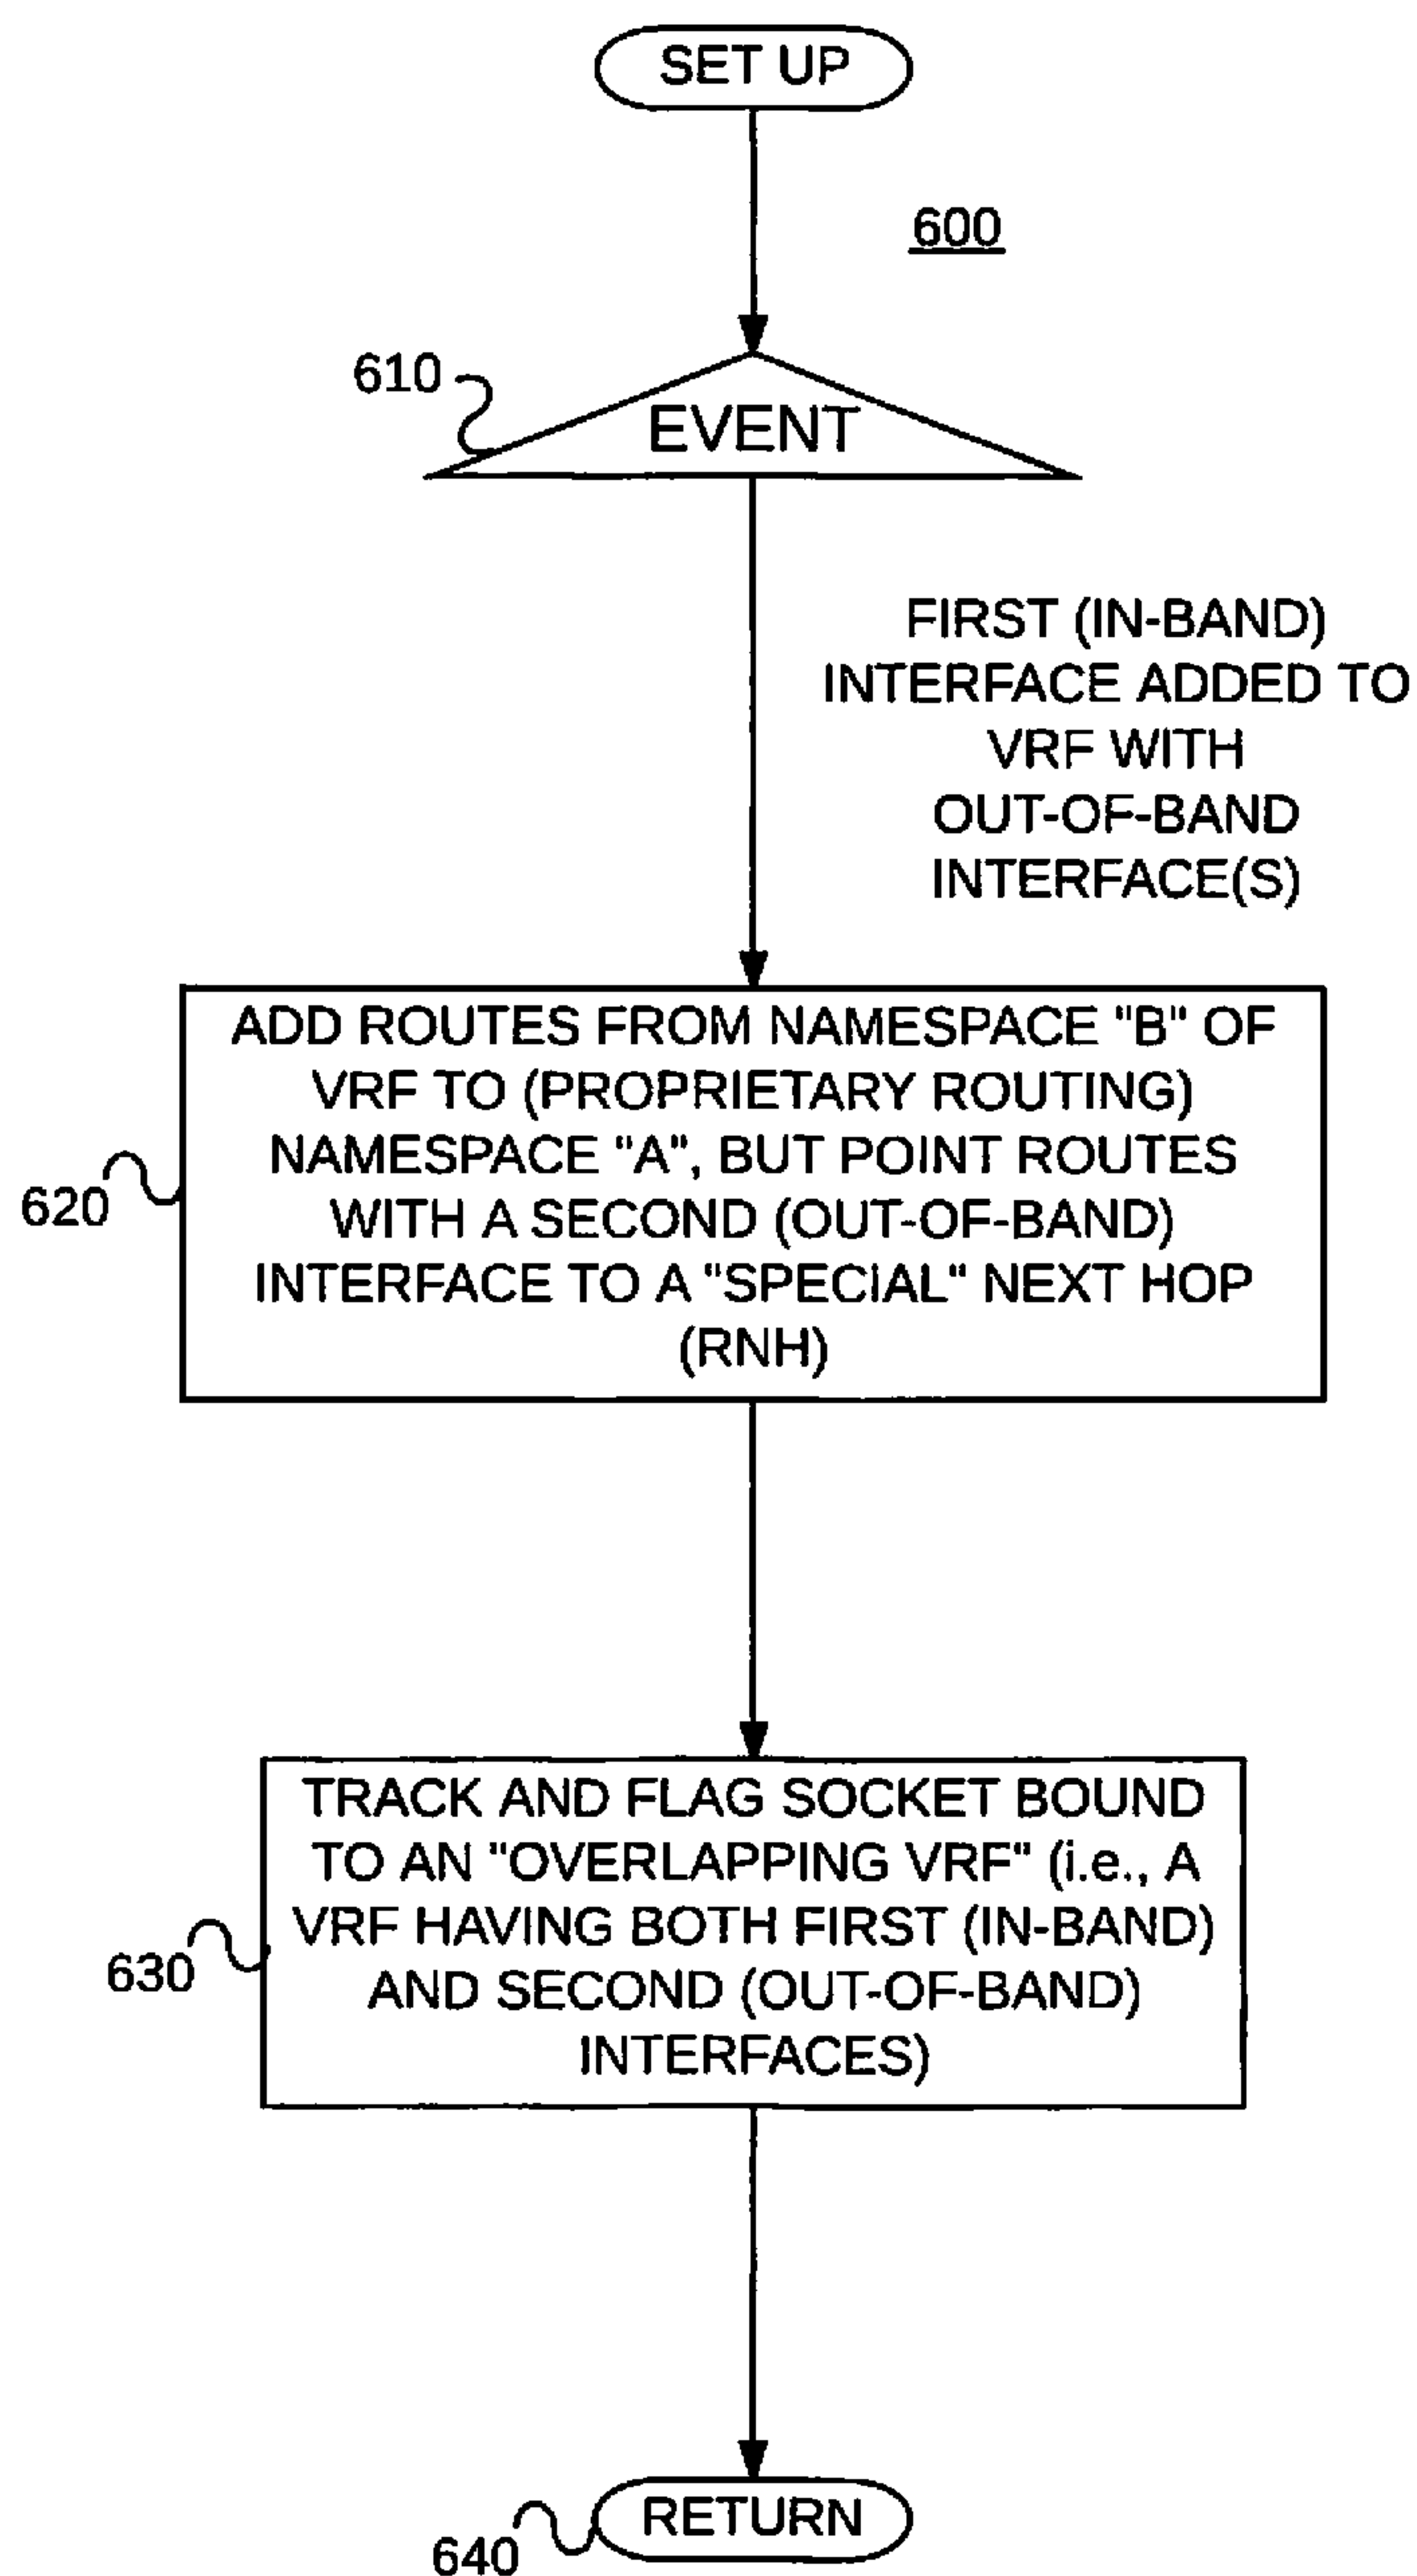 SET UP
600
610
EVENT
FIRST (IN-BAND)
INTERFACE ADDED TO
VRF WITH
OUT-OF-BAND
INTERFACE(S)
ADD ROUTES FROM NAMESPACE "B" OF
VRF TO (PROPRIETARY ROUTING)
NAMESPACE "A", BUT POINT ROUTES
WITH A SECOND (OUT-OF-BAND)
INTERFACE TO A "SPECIAL" NEXT HOP
(RNH)
620
TRACK AND FLAG SOCKET BOUND
TO AN "OVERLAPPING VRF" (i.e., A
VRF HAVING BOTH FIRST (IN-BAND)
AND SECOND (OUT-OF-BAND)
INTERFACES)
630
RETURN
640